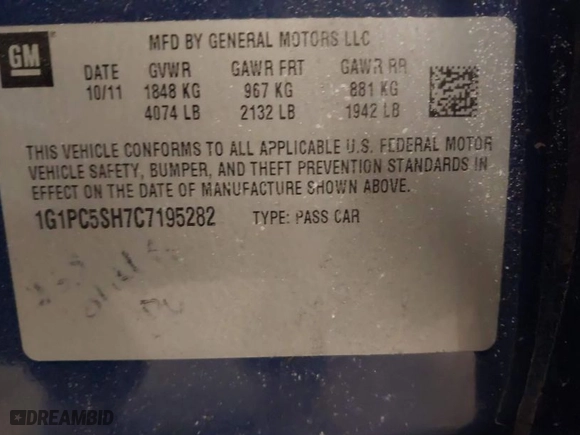 GM
MFD BY GENERAL MOTORS LLC
DATE GVWR GAWR FRT GAWR RR
10/11 1848 KG 967 KG 881 KG
4074 LB 2132 LB 1942 LB
THIS VEHICLE CONFORMS TO ALL APPLICABLE U.S. FEDERAL MOTOR
VEHICLE SAFETY, BUMPER, AND THEFT PREVENTION STANDARDS IN
EFFECT ON THE DATE OF MANUFACTURE SHOWN ABOVE.
1G1PC5SH7C7195282 TYPE: PASS CAR
DREAMBID